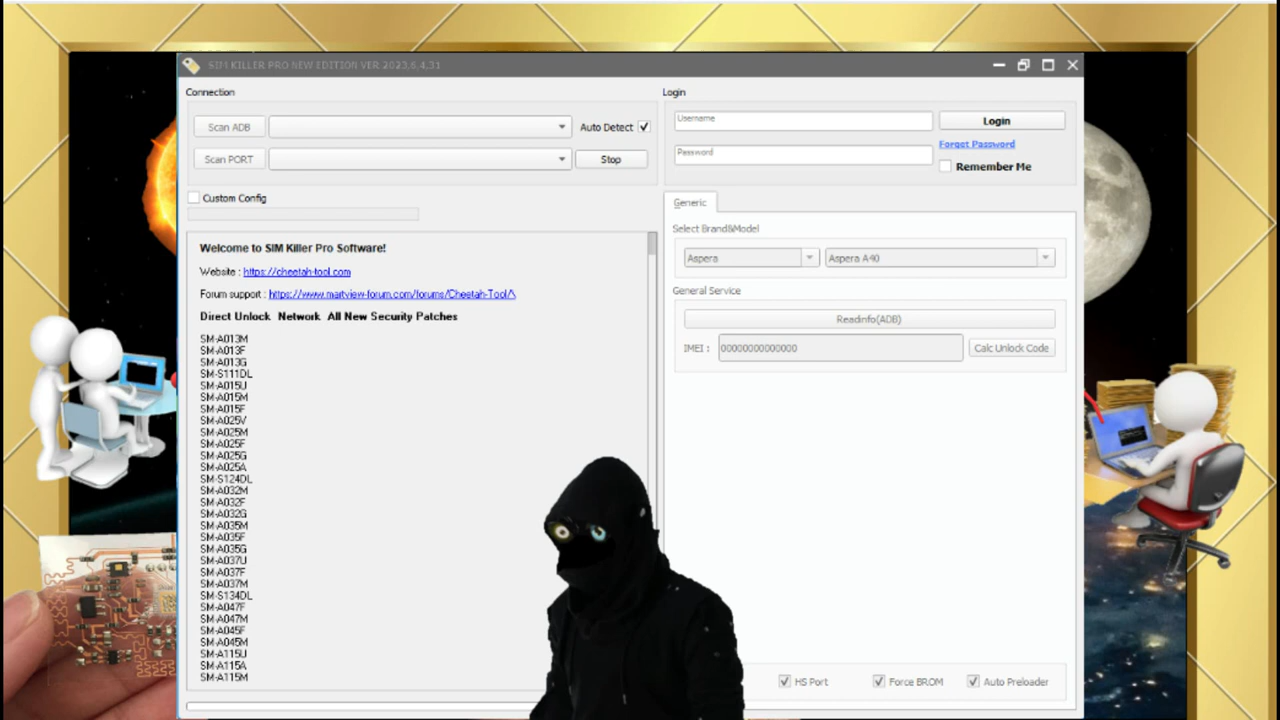 SIM KILLER PRO NEW EDITION VER 2023,6,4,31
Connection
Scan ADB
Auto Detect
Scan PORT
Stop
Custom Config
Login
Username
Login
Password
Forget Password
Remember Me
Welcome to SIM Killer Pro Software!
Website : https://cheetah-tool.com
Forum support : https://www.martview-forum.com/forums/Cheetah-Tool/\
Direct Unlock Network All New Security Patches
SM-A013M
SM-A013F
SM-A013G
SM-S111DL
SM-A015U
SM-A015M
SM-A015F
SM-A025V
SM-A025M
SM-A025F
SM-A025G
SM-A025A
SM-S124DL
SM-A032M
SM-A032F
SM-A032G
SM-A035M
SM-A035F
SM-A035G
SM-A037U
SM-A037F
SM-A037M
SM-S134DL
SM-A047F
SM-A047M
SM-A045F
SM-A045M
SM-A115U
SM-A115A
SM-A115M
Generic
Select Brand&Model
Aspera
Aspera A40
General Service
Readinfo(ADB)
IMEI : 00000000000000 Calc Unlock Code
HS Port
Force BROM
Auto Preloader